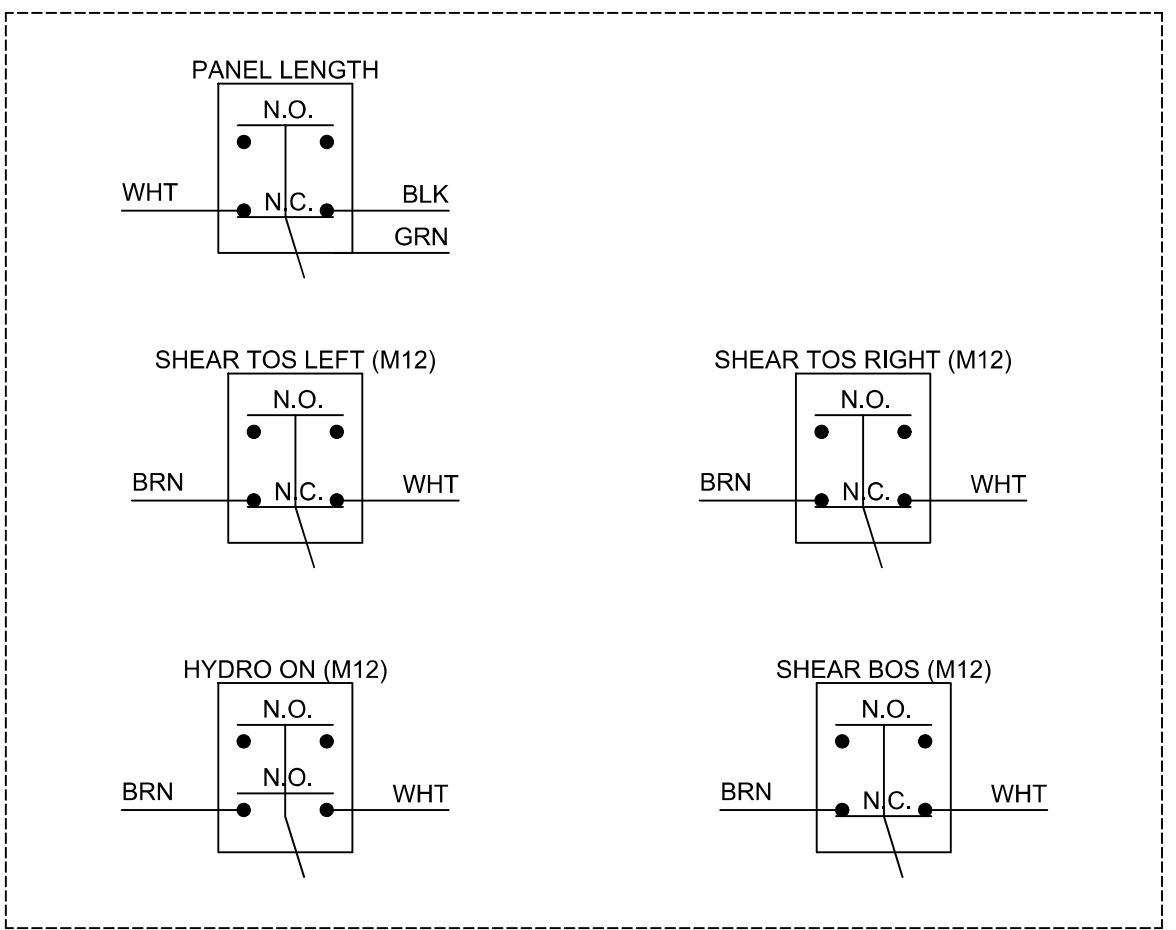 PANEL LENGTH
N.O.
WHT N.C. BLK
GRN
SHEAR TOS LEFT (M12)
N.O.
BRN N.C. WHT
SHEAR TOS RIGHT (M12)
N.O.
BRN N.C. WHT
HYDRO ON (M12)
N.O.
N.O.
BRN WHT
SHEAR BOS (M12)
N.O.
BRN N.C. WHT